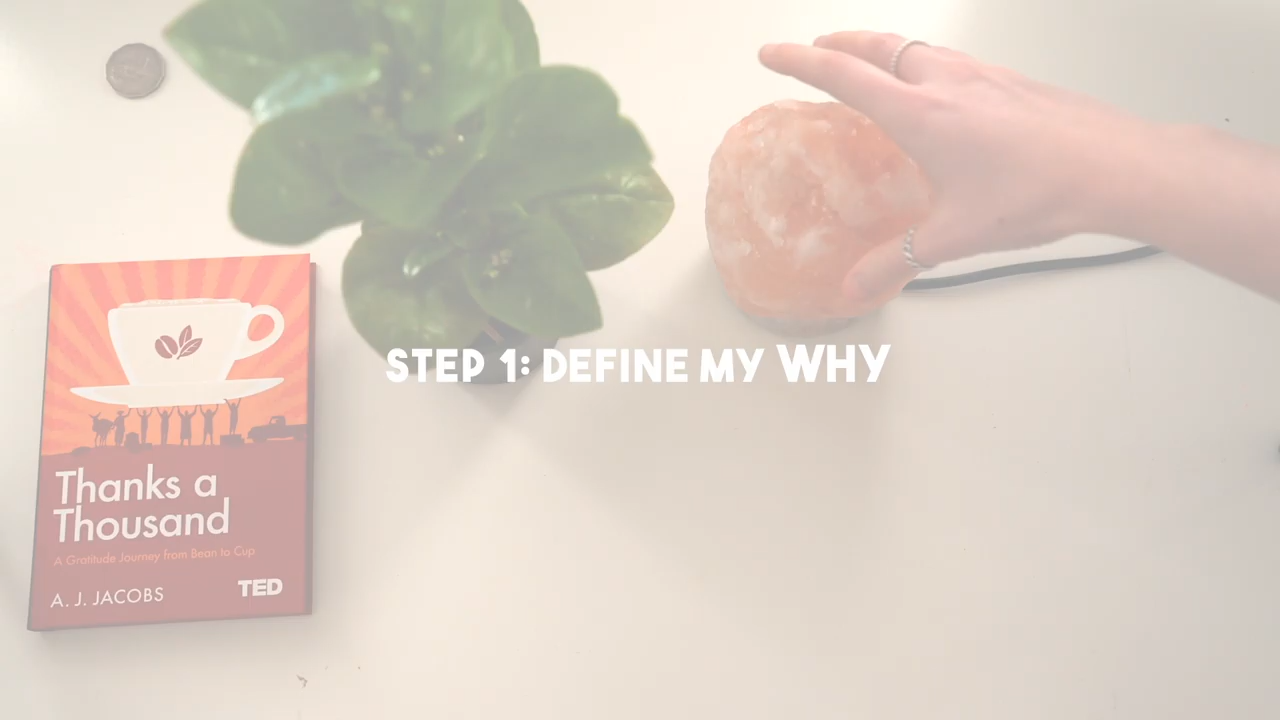 STEP 1: DEFINE MY WHY
Thanks a
Thousand
A Gratitude Journey from Bean to Cup
A. J. JACOBS
TED